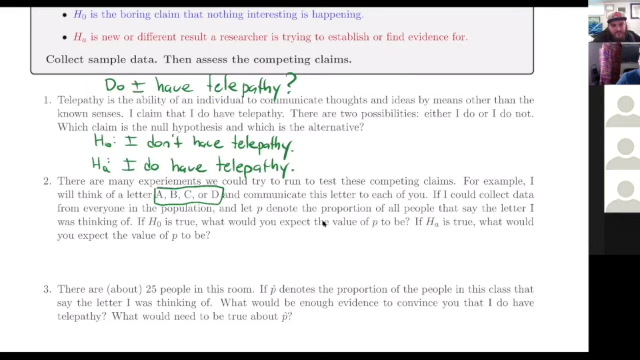 • H₀ is the boring claim that nothing interesting is happening.
• Hₐ is new or different result a researcher is trying to establish or find evidence for.
Collect sample data. Then assess the competing claims.
Do I have telepathy?
1. Telepathy is the ability of an individual to communicate thoughts and ideas by means other than the
known senses. I claim that I do have telepathy. There are two possibilities: either I do or I do not.
Which claim is the null hypothesis and which is the alternative?
H₀: I don't have telepathy.
Hₐ: I do have telepathy.
2. There are many experiements we could try to run to test these competing claims. For example, I
will think of a letter A, B, C, or D and communicate this letter to each of you. If I could collect data
from everyone in the population, and let p denote the proportion of all people that say the letter I
was thinking of. If H₀ is true, what would you expect the value of p to be? If Hₐ is true, what would
you expect the value of p to be?
3. There are (about) 25 people in this room. If p̂ denotes the proportion of the people in this class that
say the letter I was thinking of. What would be enough evidence to convince you that I do have
telepathy? What would need to be true about p̂?